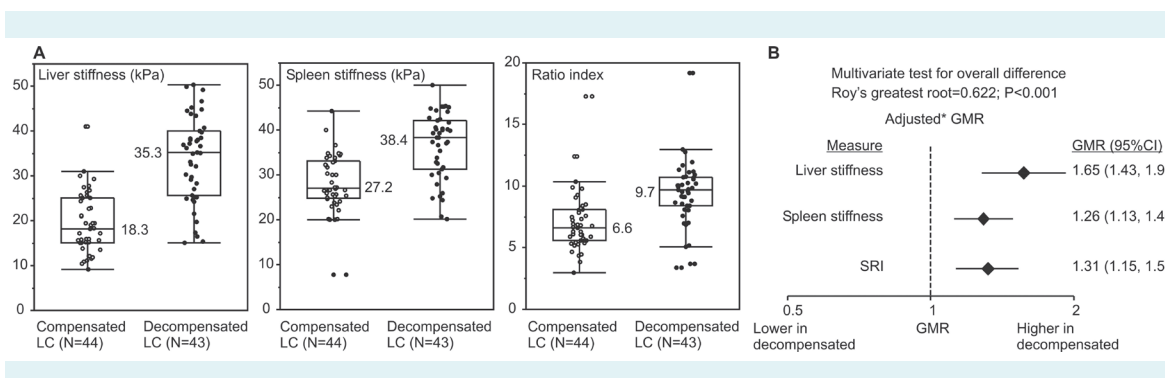 A
Liver stiffness (kPa)
50
40
30
20
10
0
35.3
18.3
Compensated
LC (N=44)
Decompensated
LC (N=43)
Spleen stiffness (kPa)
50
40
30
20
10
0
38.4
27.2
Compensated
LC (N=44)
Decompensated
LC (N=43)
Ratio index
20
15
10
5
0
9.7
6.6
Compensated
LC (N=44)
Decompensated
LC (N=43)
B
Multivariate test for overall difference
Roy's greatest root=0.622; P<0.001
Adjusted* GMR
Measure GMR (95%CI)
Liver stiffness 1.65 (1.43, 1.9
Spleen stiffness 1.26 (1.13, 1.4
SRI 1.31 (1.15, 1.5
0.5 1 2
Lower in
decompensated
GMR
Higher in
decompensated